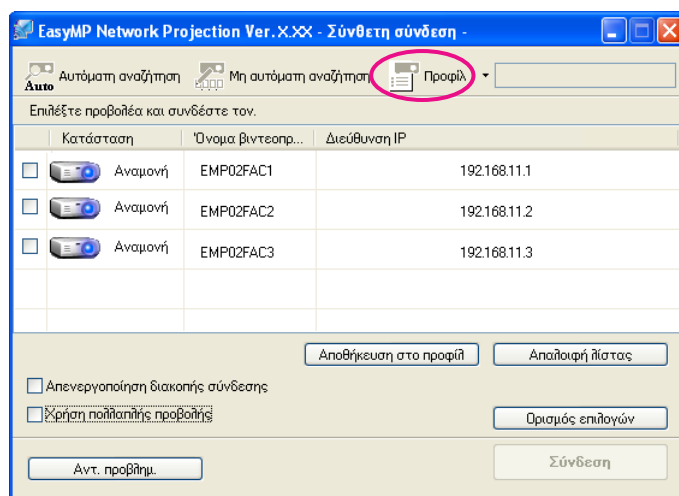 EasyMP Network Projection Ver.X.XX - Σύνθετη σύνδεση -
Auto Αυτόματη αναζήτηση Μη αυτόματη αναζήτηση Προφίλ
Επιλέξτε προβολέα και συνδέστε τον.
Κατάσταση Όνομα βιντεοπρ... Διεύθυνση IP
Αναμονή EMP02FAC1 192.168.11.1
Αναμονή EMP02FAC2 192.168.11.2
Αναμονή EMP02FAC3 192.168.11.3
Αποθήκευση στο προφίλ Απαλοιφή λίστας
Απενεργοποίηση διακοπής σύνδεσης
Χρήση πολλαπλής προβολής Ορισμός επιλογών
Αντ. προβλημ. Σύνδεση